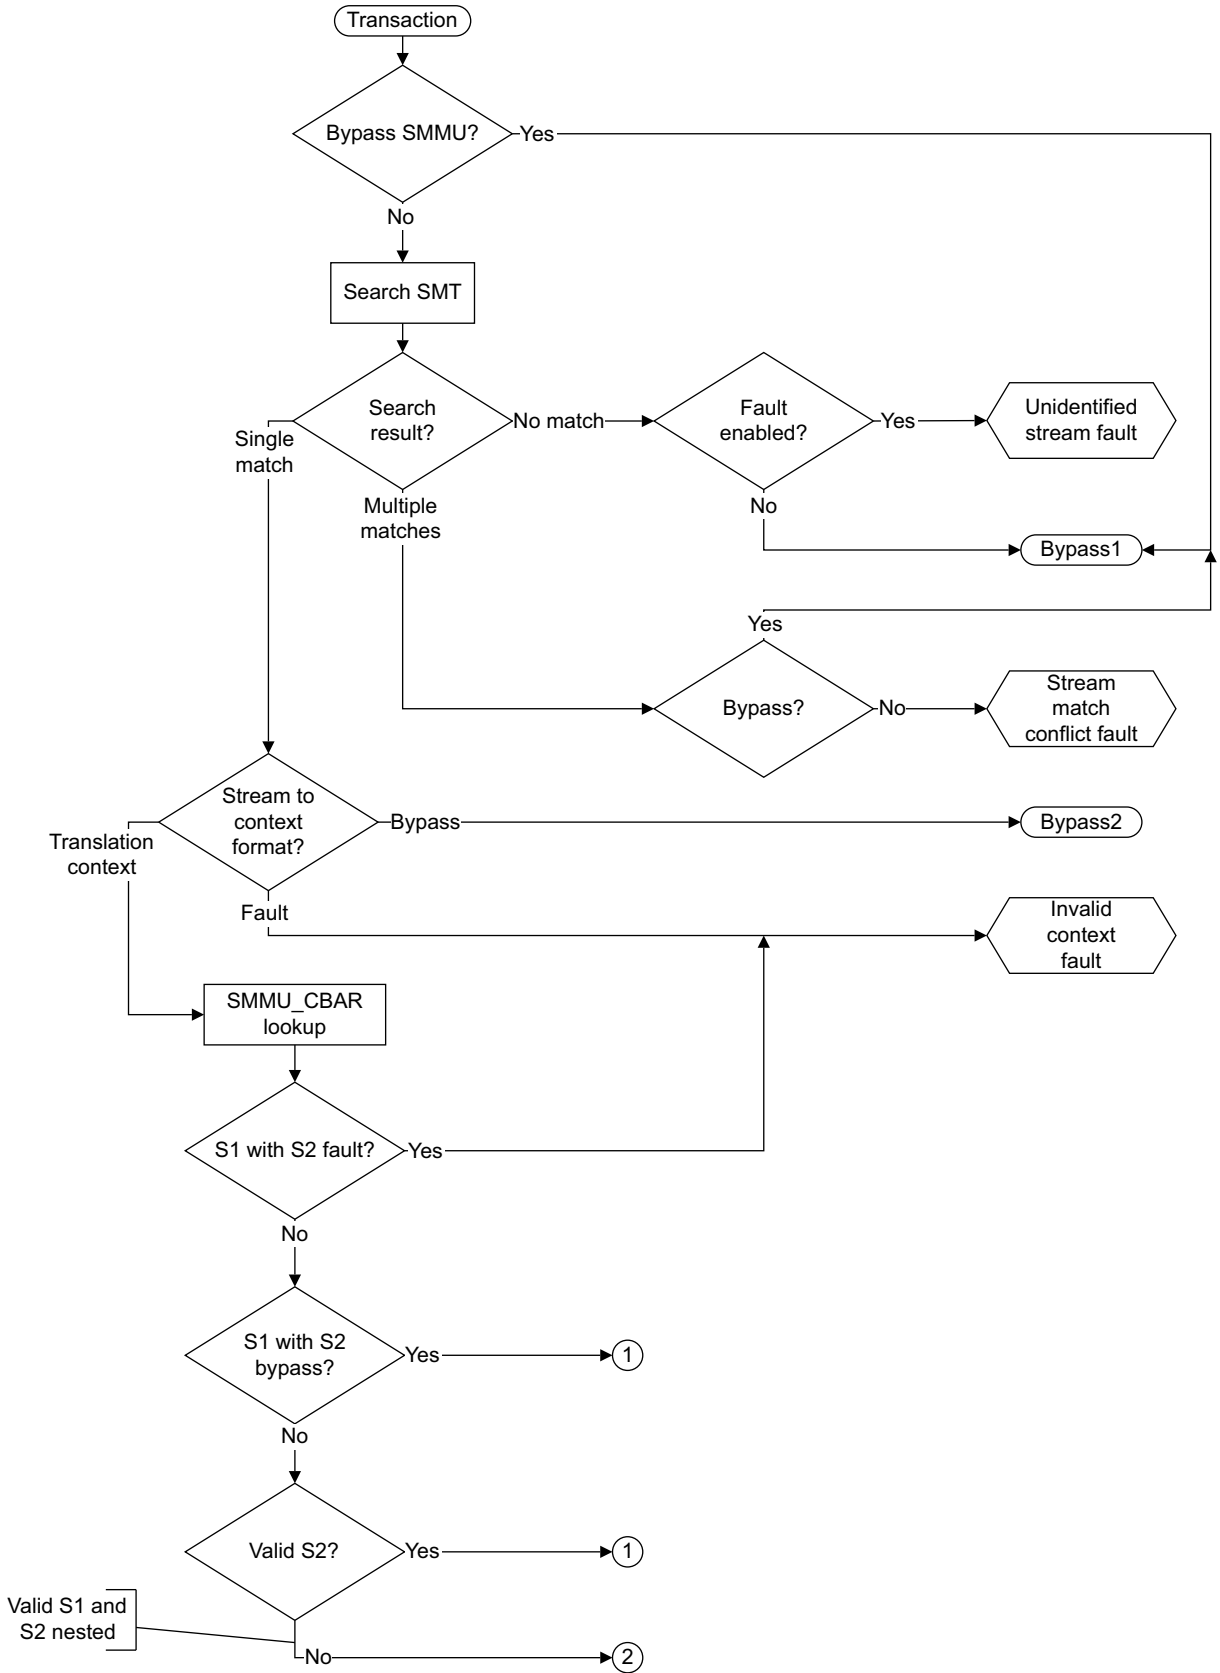 Transaction
Bypass SMMU?
Yes
No
Search SMT
Search
result?
No match
Fault
enabled?
Yes
Unidentified
stream fault
Single
match
Multiple
matches
No
Bypass1
Yes
Bypass?
No
Stream
match
conflict fault
Stream to
context
format?
Bypass
Bypass2
Translation
context
Fault
Invalid
context
fault
SMMU_CBAR
lookup
S1 with S2 fault?
Yes
No
S1 with S2
bypass?
Yes
1
No
Valid S2?
Yes
1
Valid S1 and
S2 nested
No
2